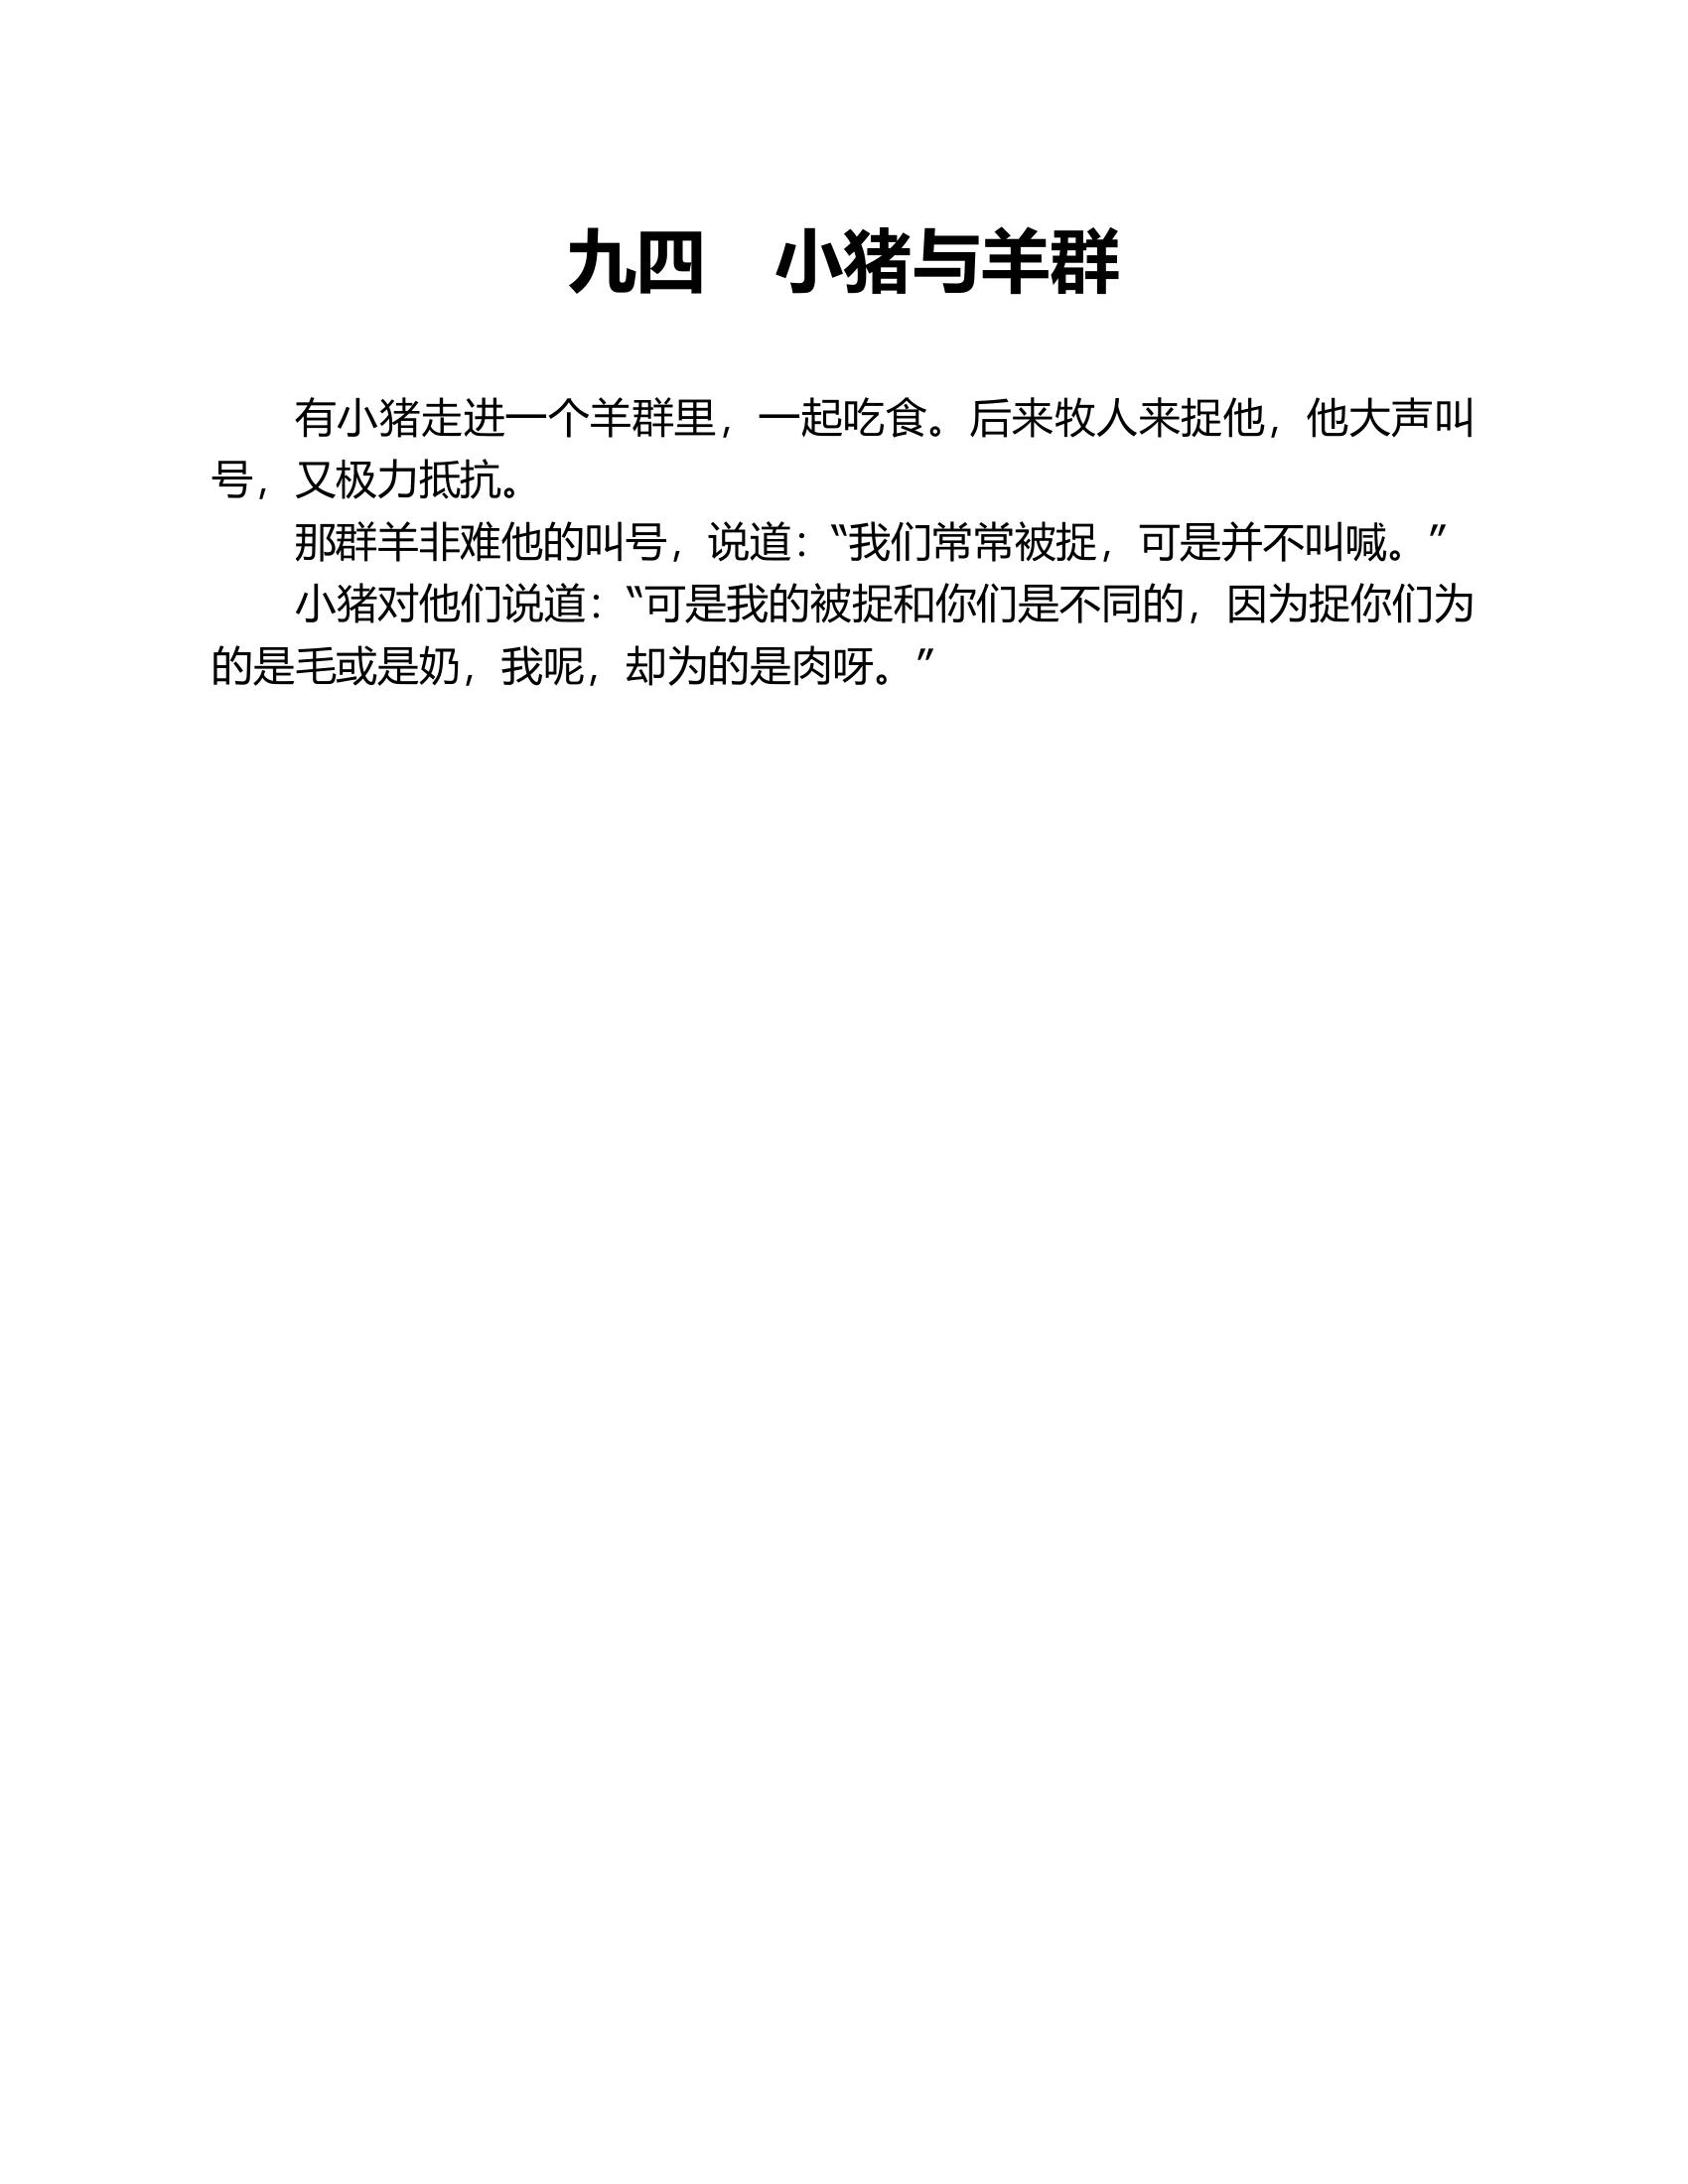 九四　小猪与羊群
有小猪走进一个羊群里，一起吃食。后来牧人来捉他，他大声叫
号，又极力抵抗。
那群羊非难他的叫号，说道：“我们常常被捉，可是并不叫喊。”
小猪对他们说道：“可是我的被捉和你们是不同的，因为捉你们为
的是毛或是奶，我呢，却为的是肉呀。”